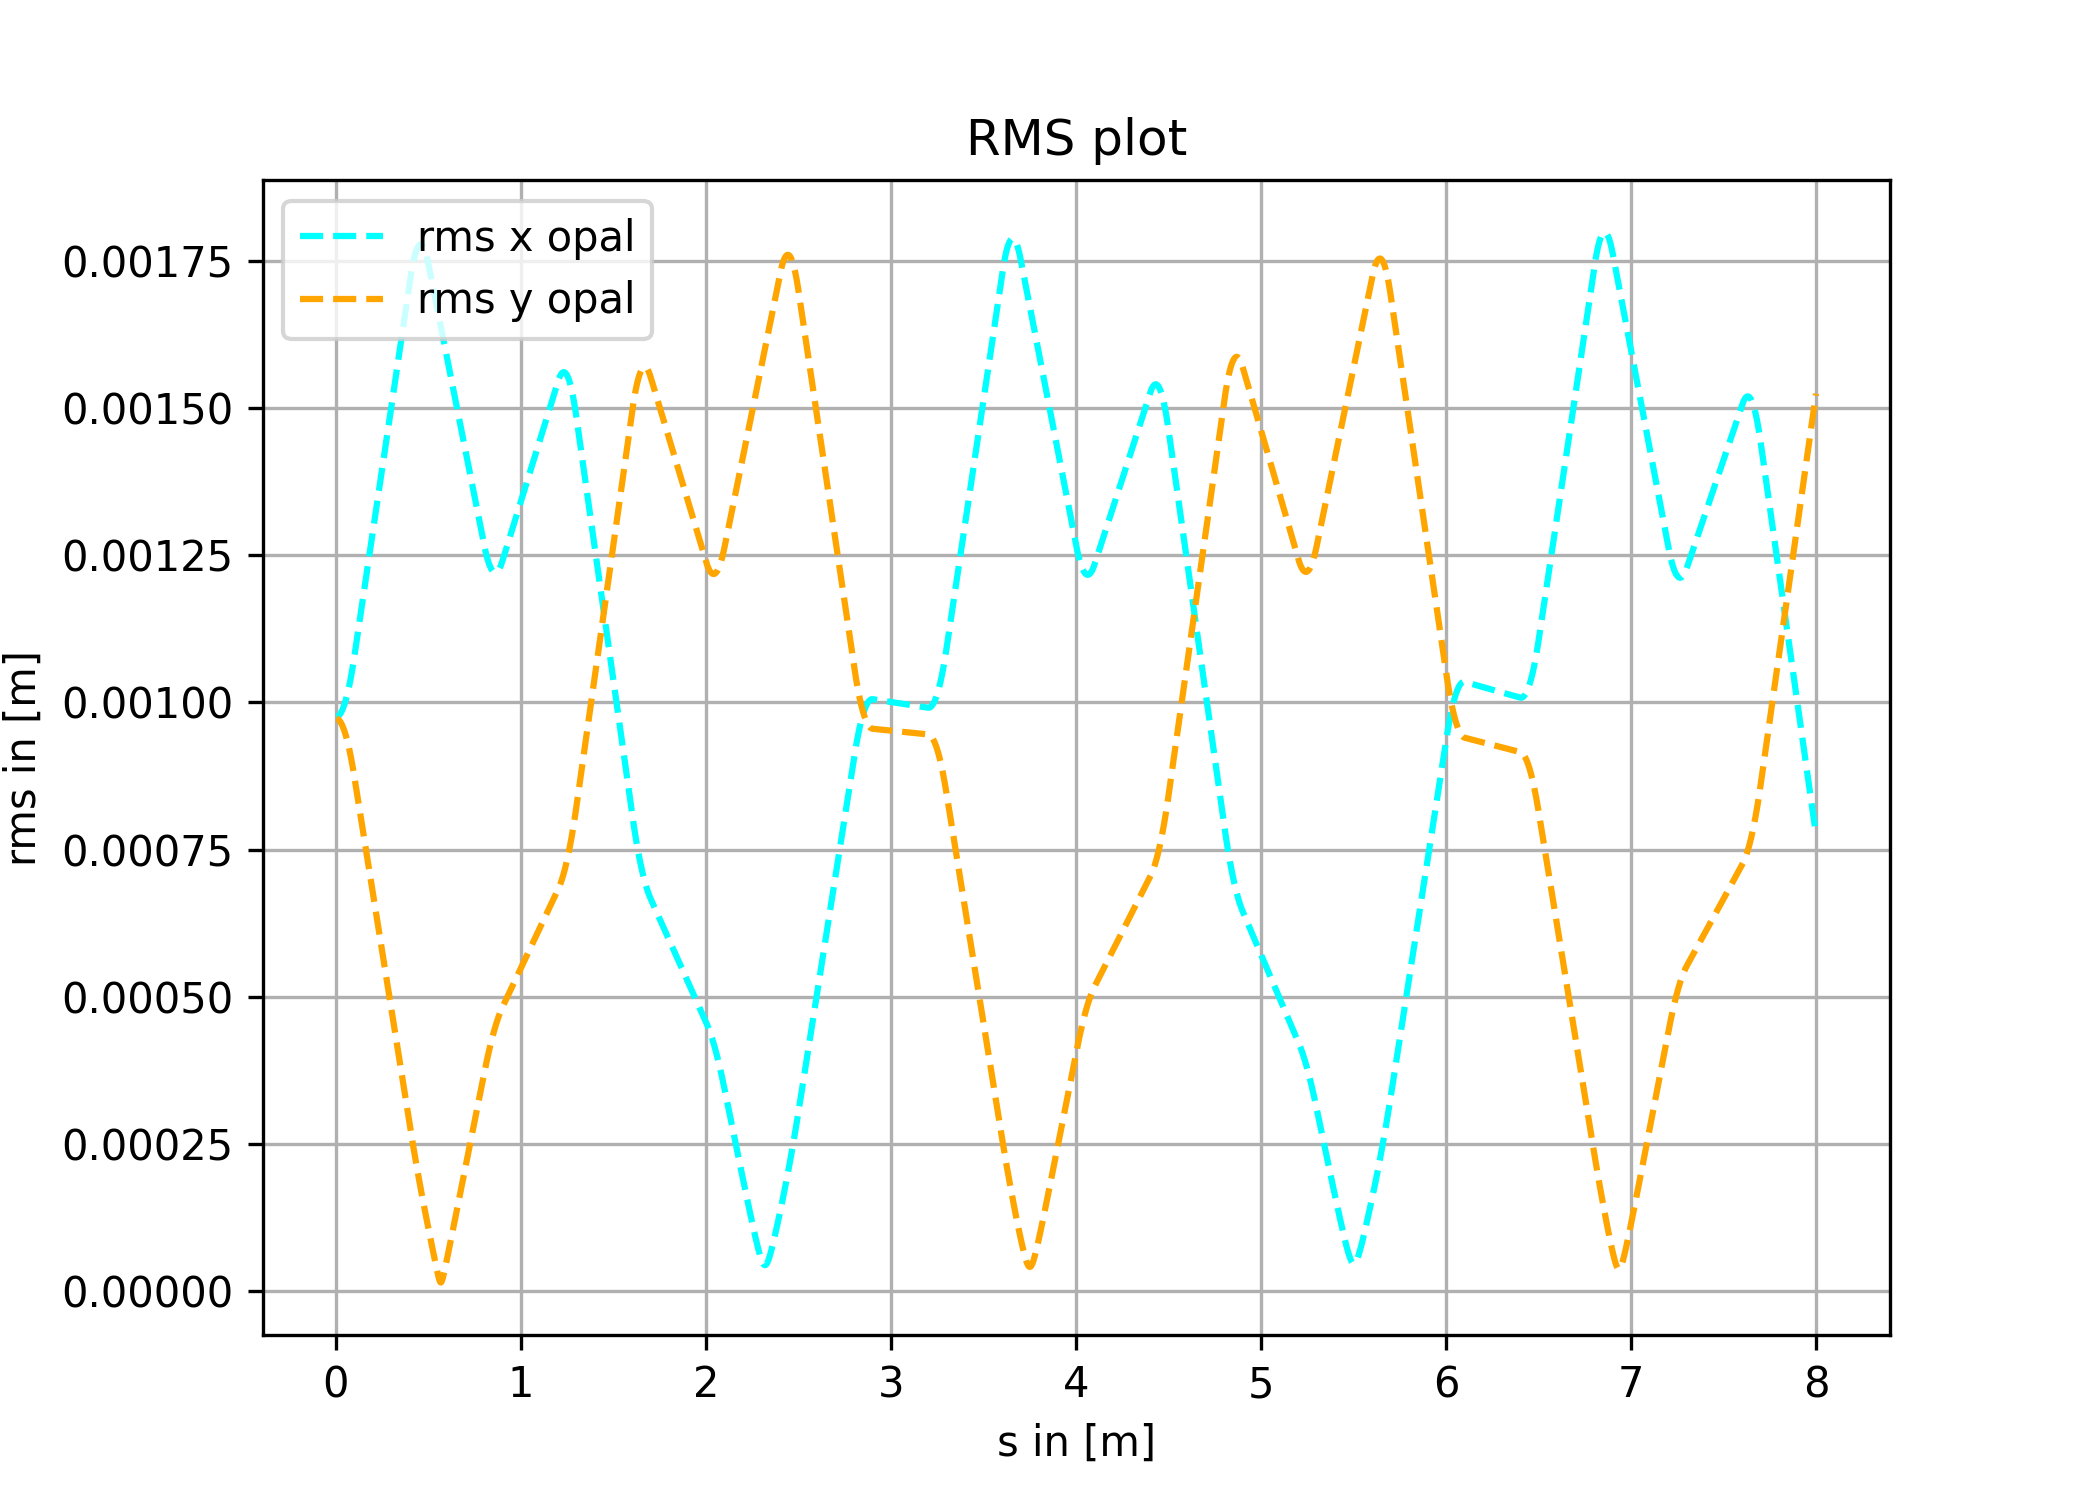 RMS plot
rms x opal
rms y opal
0.00175
0.00150
0.00125
0.00100
0.00075
0.00050
0.00025
0.00000
rms in [m]
0 1 2 3 4 5 6 7 8
s in [m]